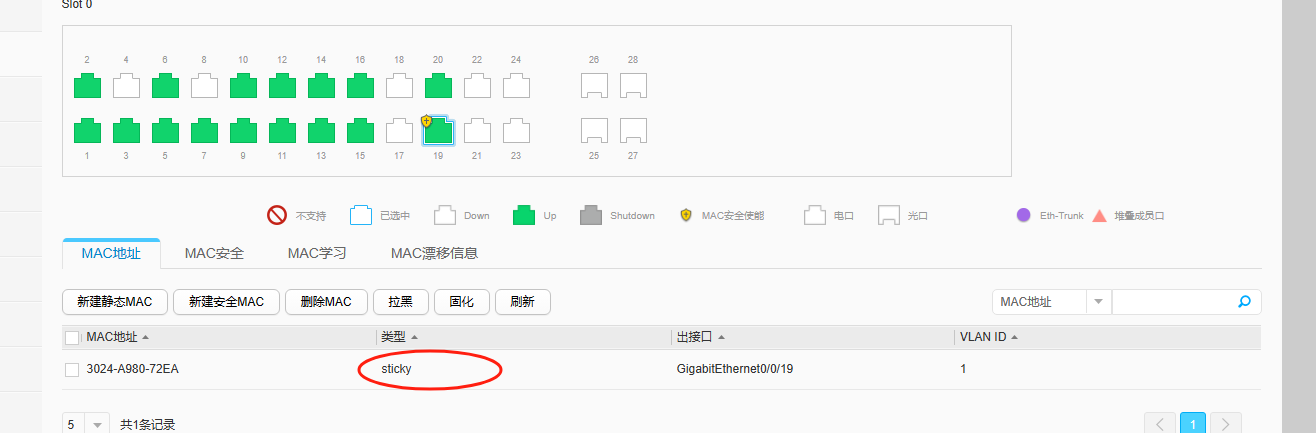 Slot 0
2 4 6 8 10 12 14 16 18 20 22 24 26 28
1 3 5 7 9 11 13 15 17 19 21 23 25 27
不支持 已选中 Down Up Shutdown MAC安全使能 电口 光口 Eth-Trunk 堆叠成员口
MAC地址 MAC安全 MAC学习 MAC漂移信息
新建静态MAC 新建安全MAC 删除MAC 拉黑 固化 刷新 MAC地址
MAC地址 类型 出接口 VLAN ID
3024-A980-72EA sticky GigabitEthernet0/0/19 1
5 共1条记录 1